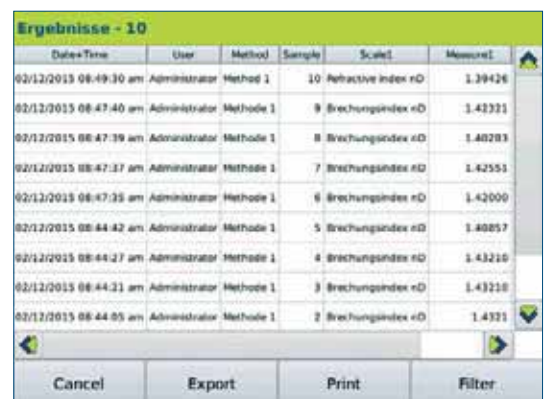 Ergebnisse - 10
Date+Time User Method Sample Scale1 Measure1
02/12/2015 08:49:30 am Administrator Method 1 10 Refractive index nD 1.39426
02/12/2015 08:47:40 am Administrator Methode 1 9 Brechungsindex nD 1.42321
02/12/2015 08:47:39 am Administrator Methode 1 8 Brechungsindex nD 1.40283
02/12/2015 08:47:37 am Administrator Methode 1 7 Brechungsindex nD 1.42551
02/12/2015 08:47:35 am Administrator Methode 1 6 Brechungsindex nD 1.42000
02/12/2015 08:44:42 am Administrator Methode 1 5 Brechungsindex nD 1.40857
02/12/2015 08:44:27 am Administrator Methode 1 4 Brechungsindex nD 1.43210
02/12/2015 08:44:21 am Administrator Methode 1 3 Brechungsindex nD 1.43210
02/12/2015 08:44:05 am Administrator Methode 1 2 Brechungsindex nD 1.4321
Cancel Export Print Filter